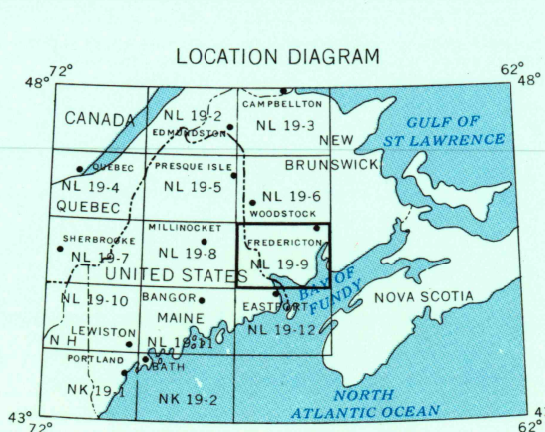 LOCATION DIAGRAM
72°
62°
48°
48°
CANADA
NL 19-2
EDMUNDSTON
CAMPBELLTON
NL 19-3
GULF OF
ST LAWRENCE
NEW
BRUNSWICK
QUEBEC
NL 19-4
QUEBEC
PRESQUE ISLE
NL 19-5
NL 19-6
WOODSTOCK
SHERBROOKE
NL 19-7
MILLINOCKET
NL 19-8
FREDERICTON
NL 19-9
UNITED STATES
BAY OF
FUNDY
NL 19-10
BANGOR
MAINE
NL 19-11
EASTPORT
NL 19-12
NOVA SCOTIA
LEWISTON
N H
PORTLAND
NK 19-1
BATH
NK 19-2
NORTH
ATLANTIC OCEAN
43°
72°
62°